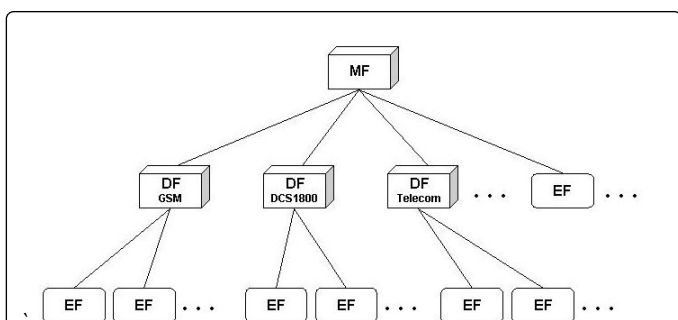 MF
DF DF DF EF
GSM DCS1800 Telecom . . . . . .
EF EF . . . EF EF . . . EF EF . . .